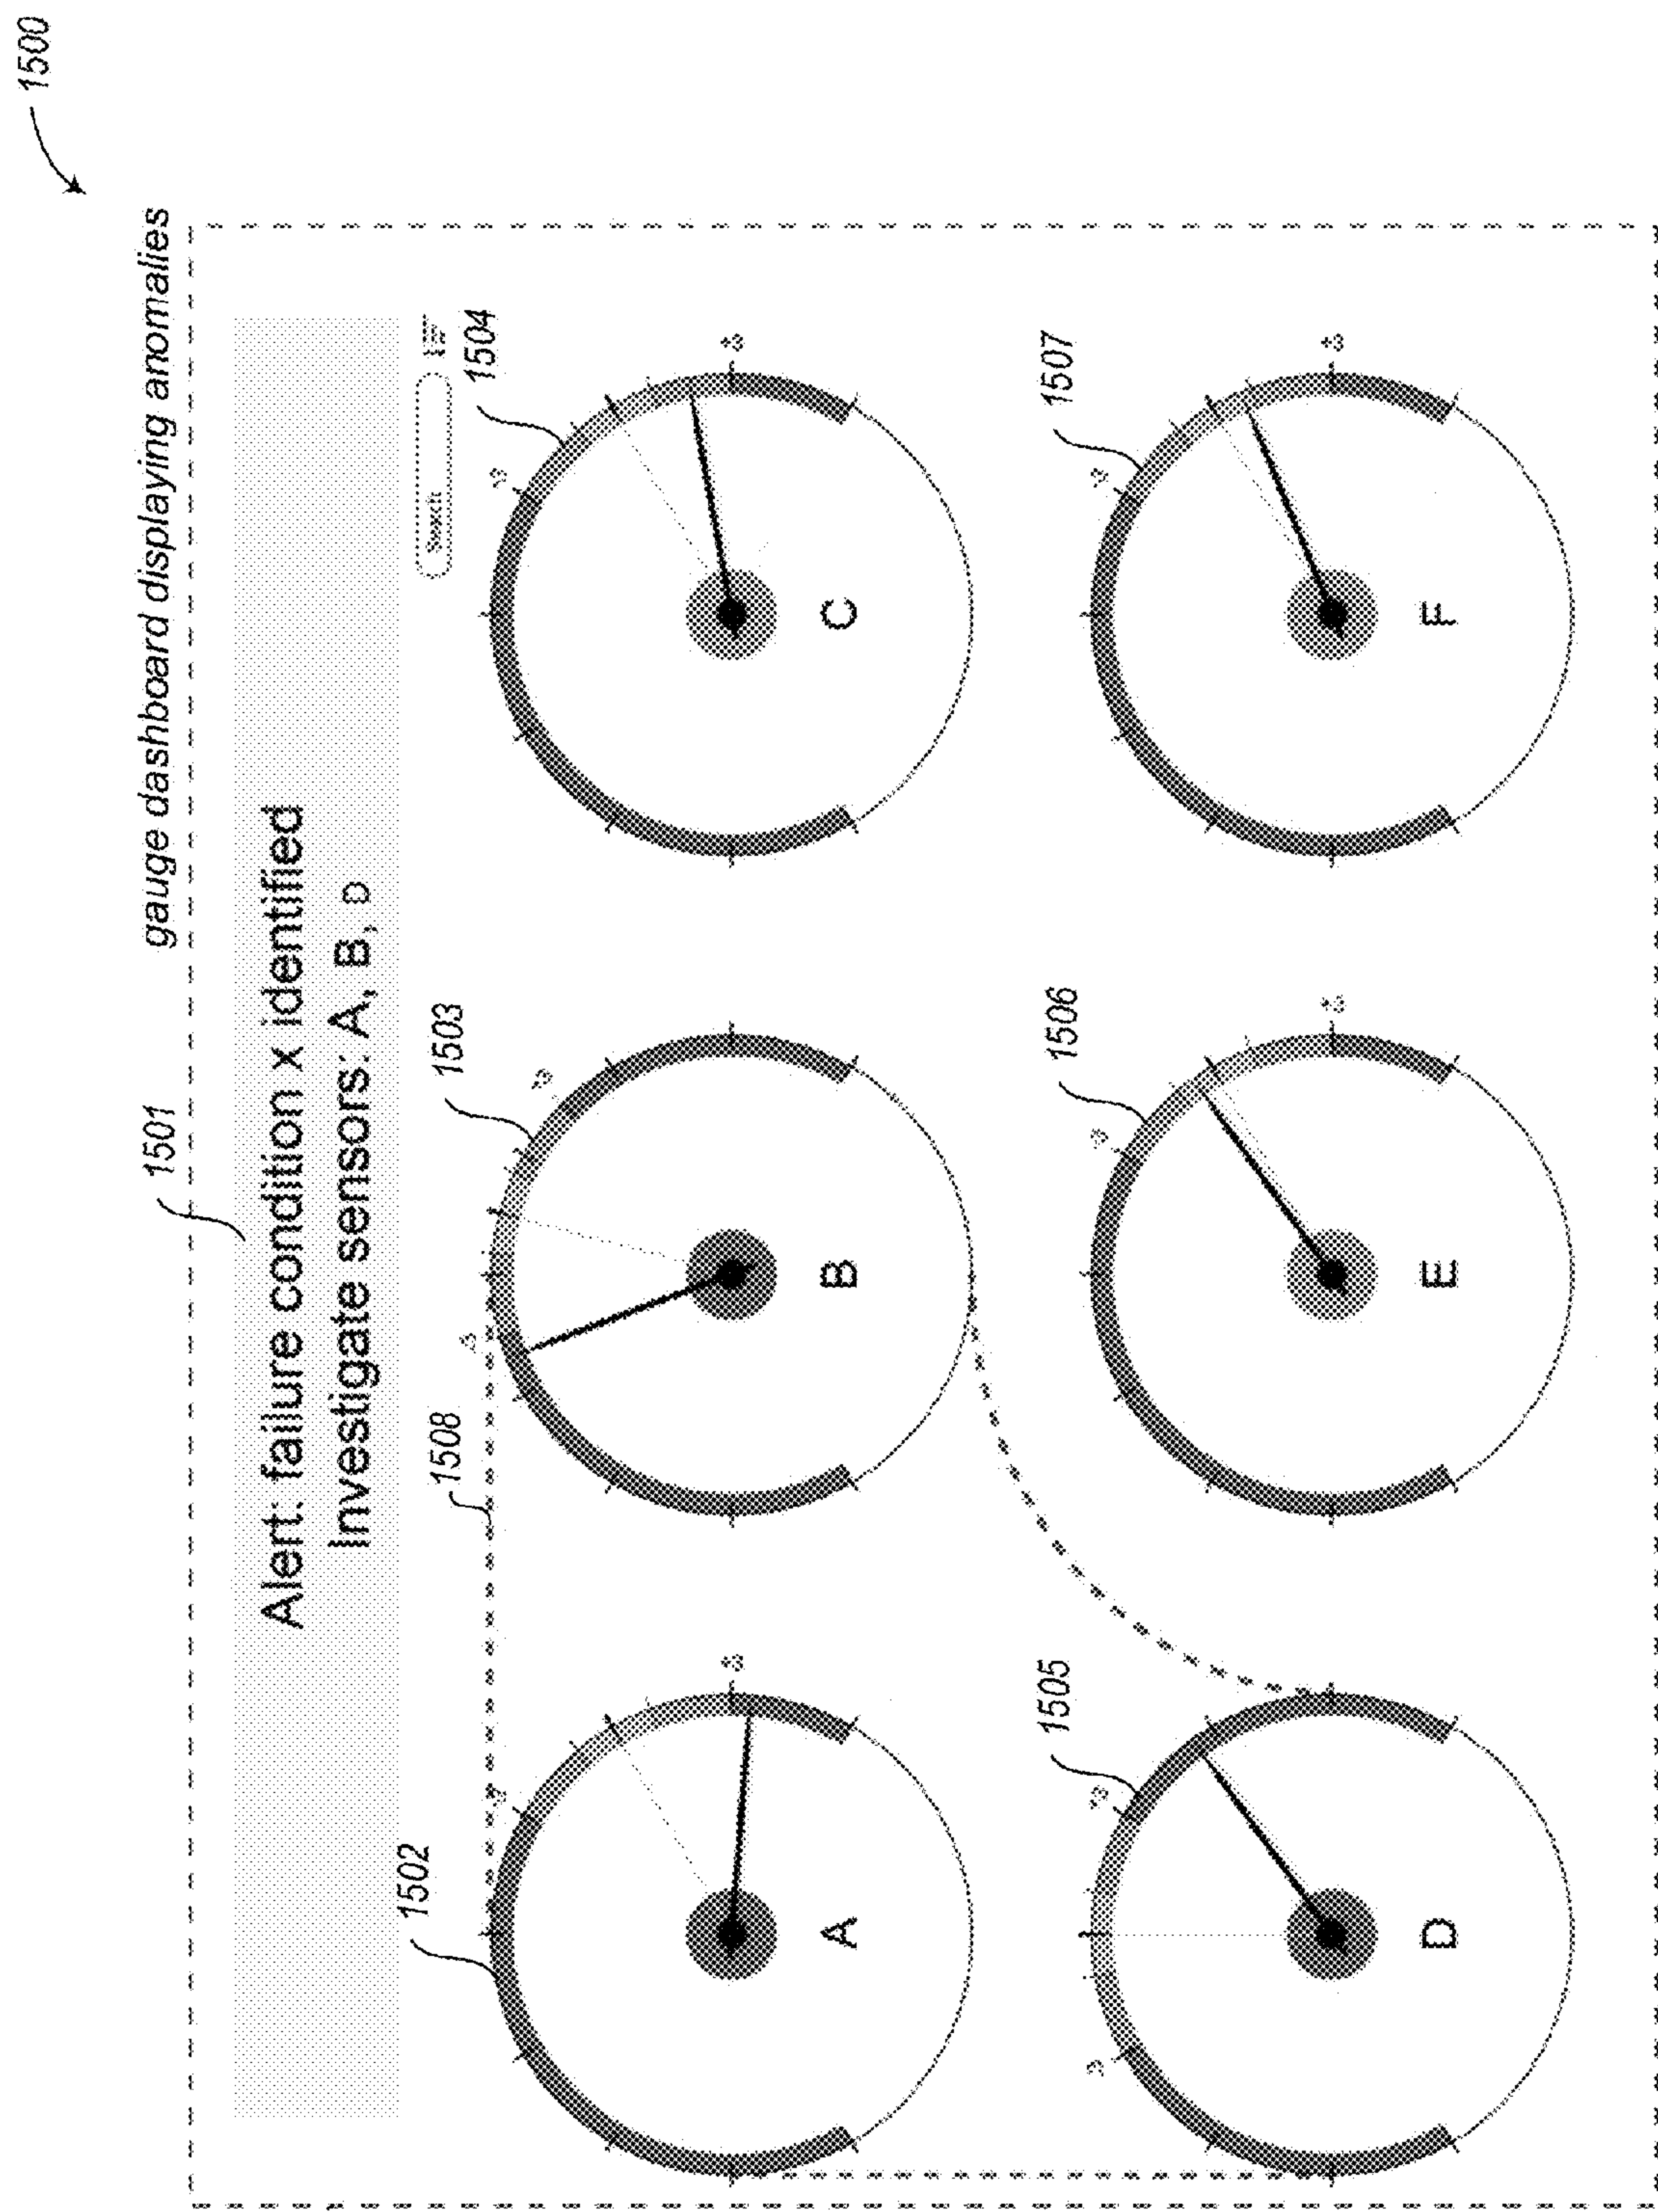 1500
gauge dashboard displaying anomalies
1501
Alert: failure condition x identified
Investigate sensors: A, B, D
Search
1502
1508
1503
1504
A
B
C
1505
1506
1507
D
E
F